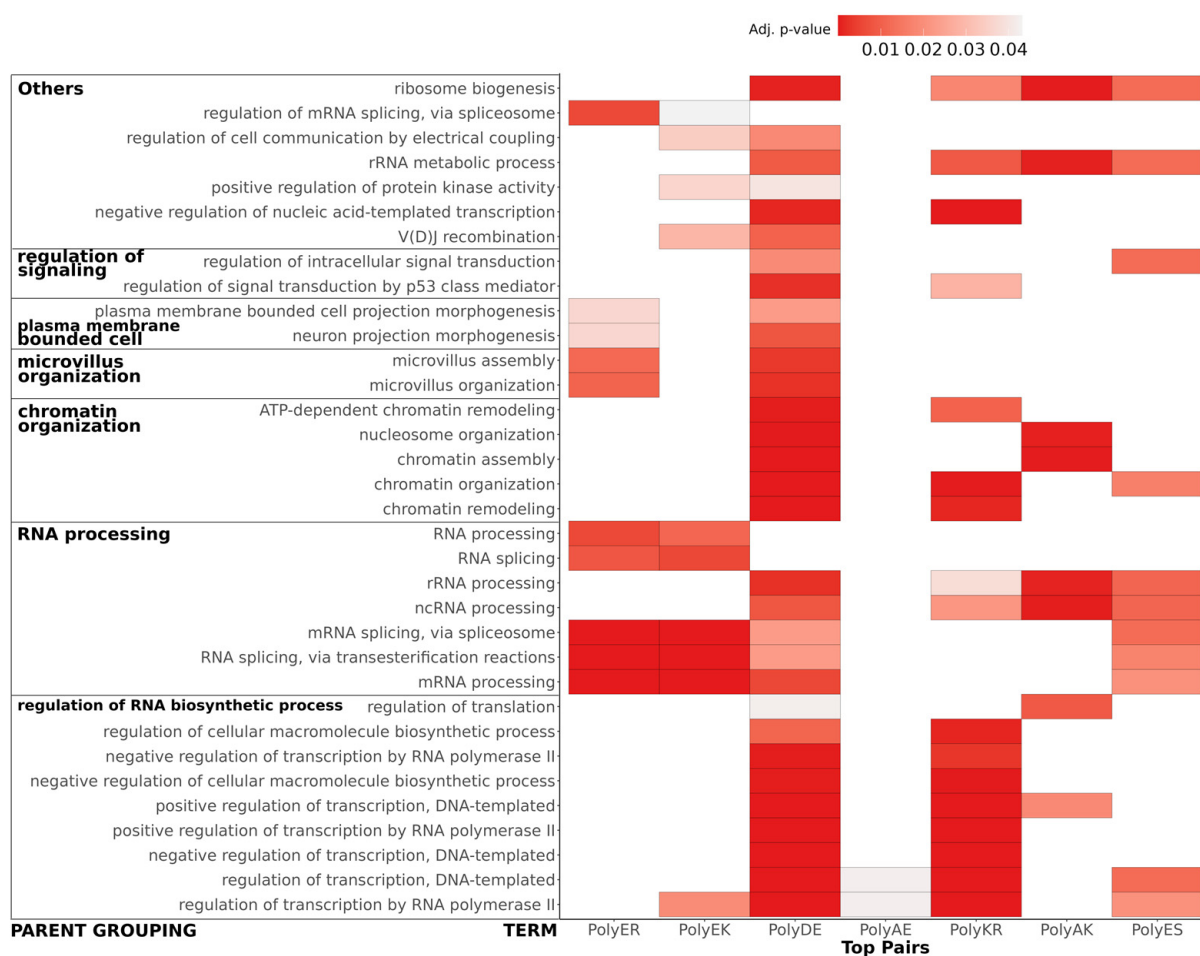 Adj. p-value
0.01 0.02 0.03 0.04
Others
ribosome biogenesis
regulation of mRNA splicing, via spliceosome
regulation of cell communication by electrical coupling
rRNA metabolic process
positive regulation of protein kinase activity
negative regulation of nucleic acid-templated transcription
V(D)J recombination
regulation of
signaling
regulation of intracellular signal transduction
regulation of signal transduction by p53 class mediator
plasma membrane bounded cell projection morphogenesis
plasma membrane
bounded cell
neuron projection morphogenesis
microvillus
organization
microvillus assembly
microvillus organization
chromatin
organization
ATP-dependent chromatin remodeling
nucleosome organization
chromatin assembly
chromatin organization
chromatin remodeling
RNA processing
RNA processing
RNA splicing
rRNA processing
ncRNA processing
mRNA splicing, via spliceosome
RNA splicing, via transesterification reactions
mRNA processing
regulation of RNA biosynthetic process
regulation of translation
regulation of cellular macromolecule biosynthetic process
negative regulation of transcription by RNA polymerase II
negative regulation of cellular macromolecule biosynthetic process
positive regulation of transcription, DNA-templated
positive regulation of transcription by RNA polymerase II
negative regulation of transcription, DNA-templated
regulation of transcription, DNA-templated
regulation of transcription by RNA polymerase II
PARENT GROUPING TERM
PolyER PolyEK PolyDE PolyAE PolyKR PolyAK PolyES
Top Pairs